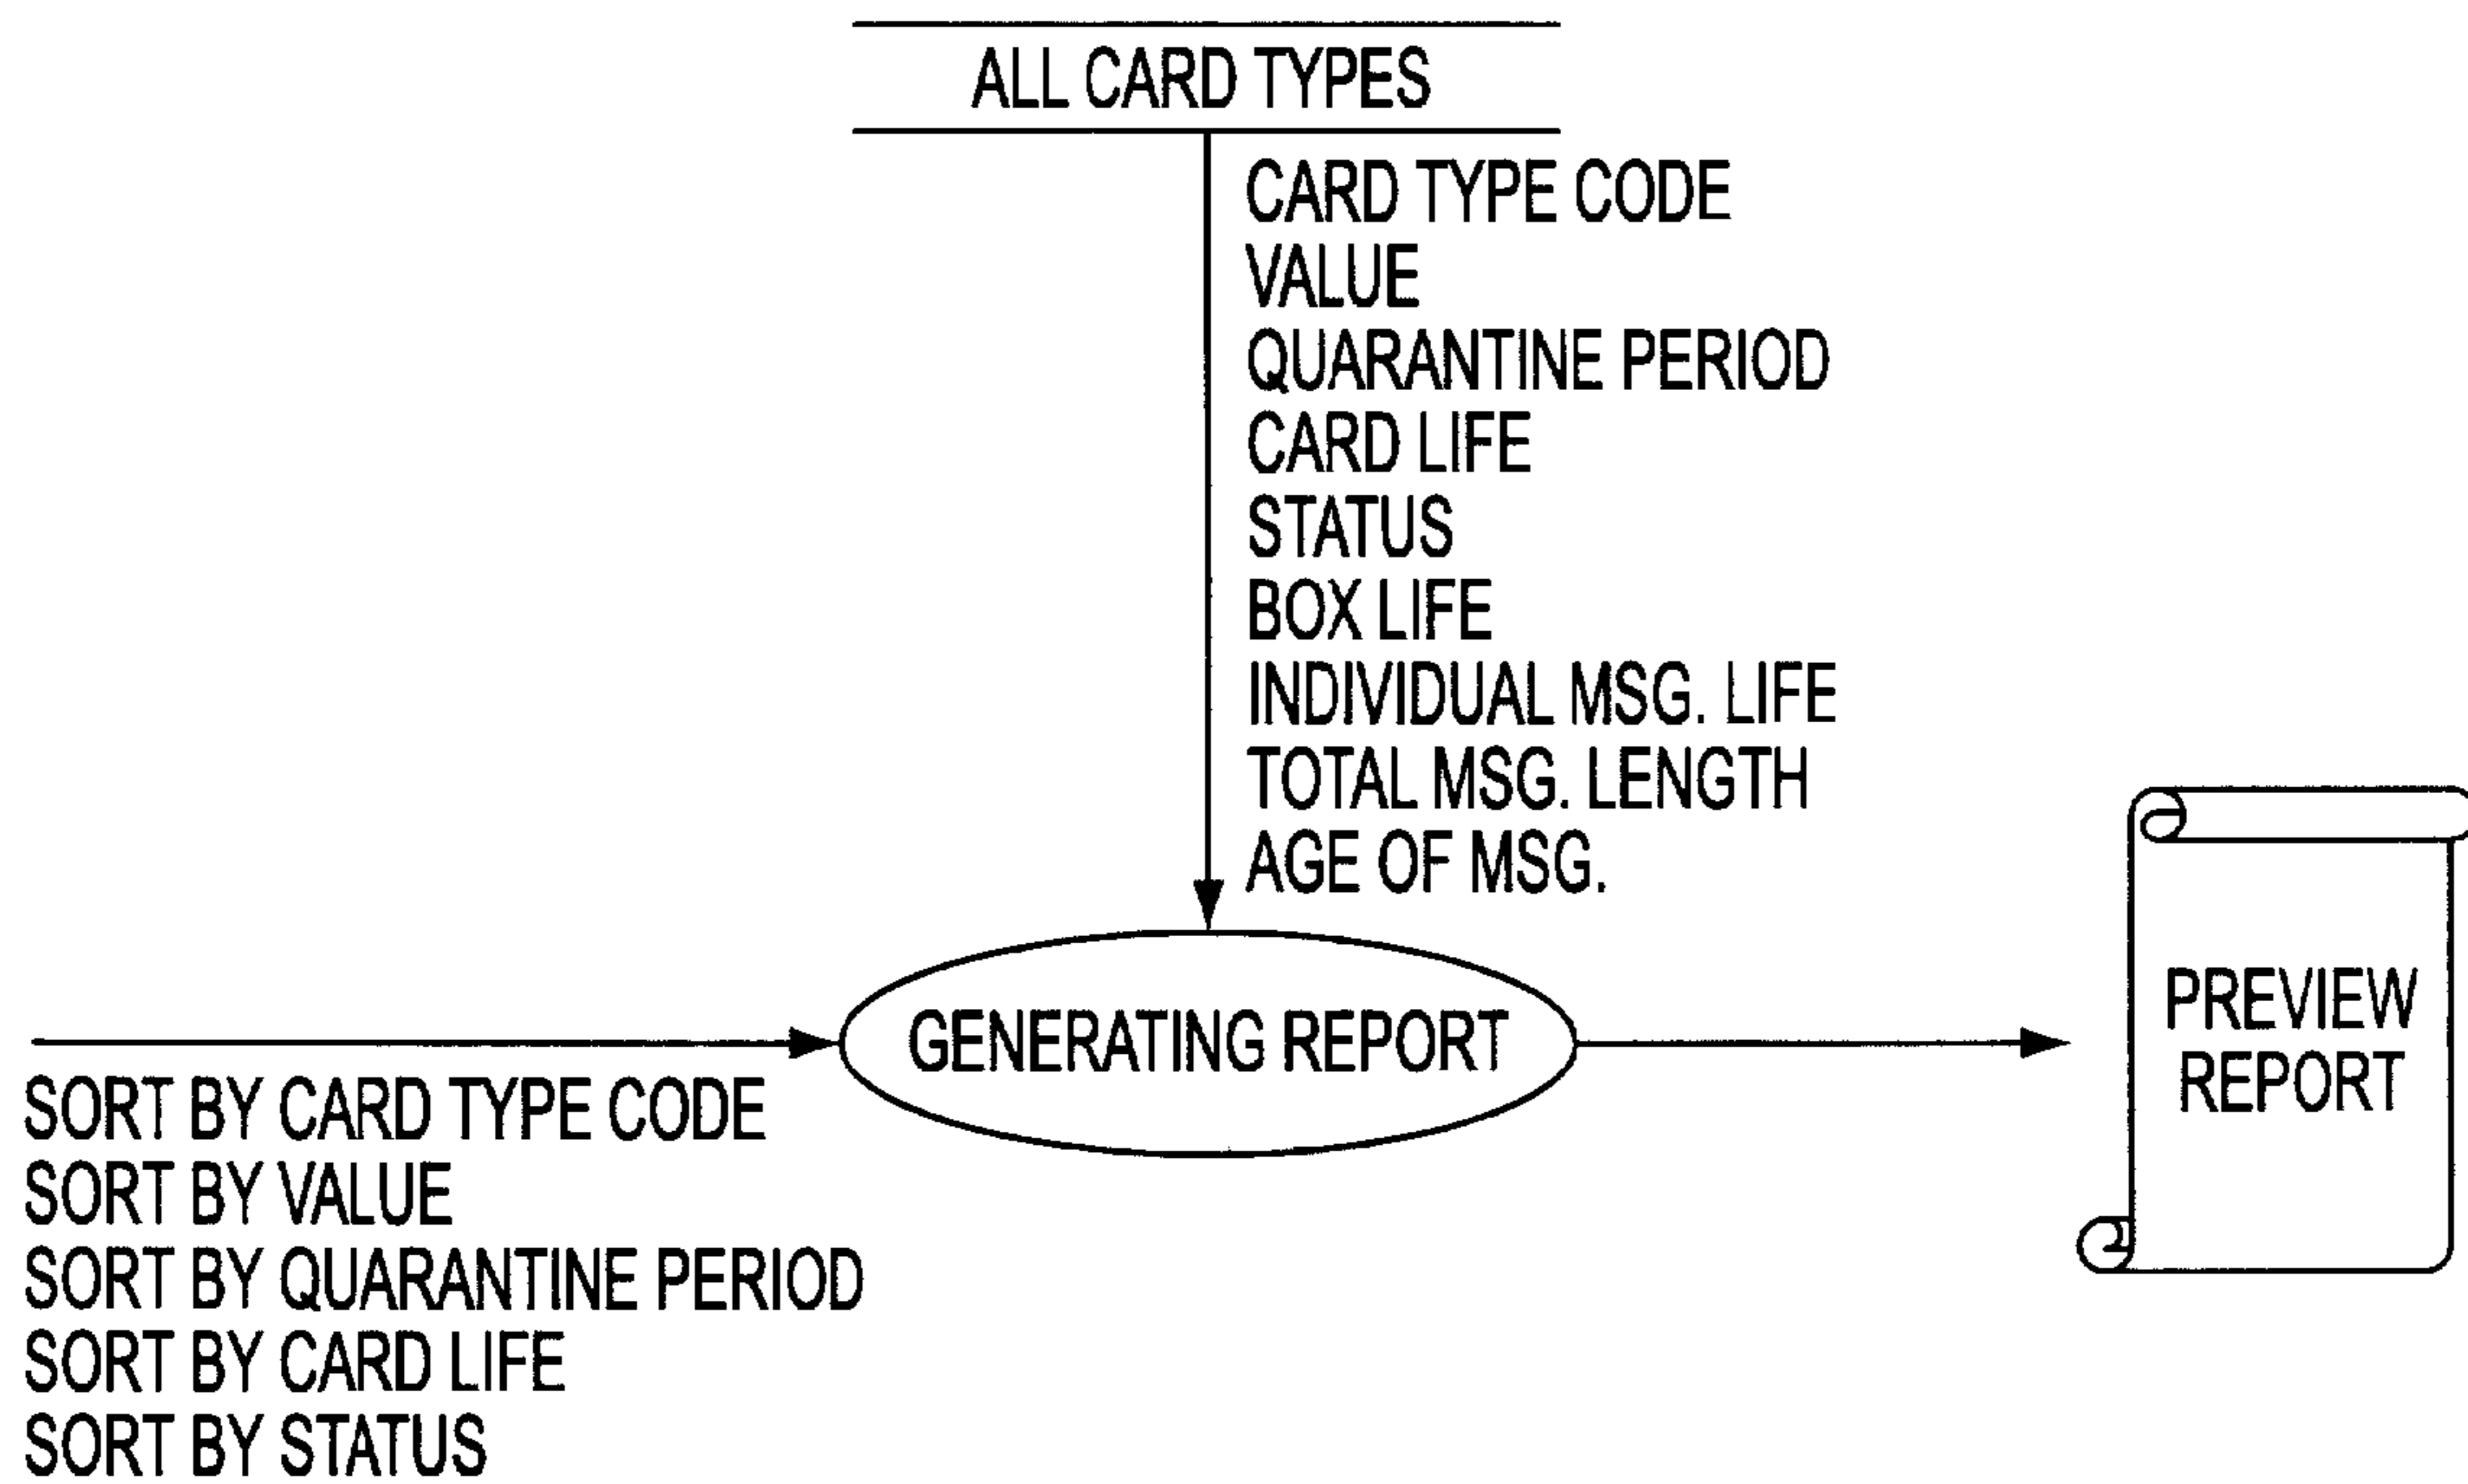 ALL CARD TYPES
CARD TYPE CODE
VALUE
QUARANTINE PERIOD
CARD LIFE
STATUS
BOX LIFE
INDIVIDUAL MSG. LIFE
TOTAL MSG. LENGTH
AGE OF MSG.
GENERATING REPORT
PREVIEW
REPORT
SORT BY CARD TYPE CODE
SORT BY VALUE
SORT BY QUARANTINE PERIOD
SORT BY CARD LIFE
SORT BY STATUS